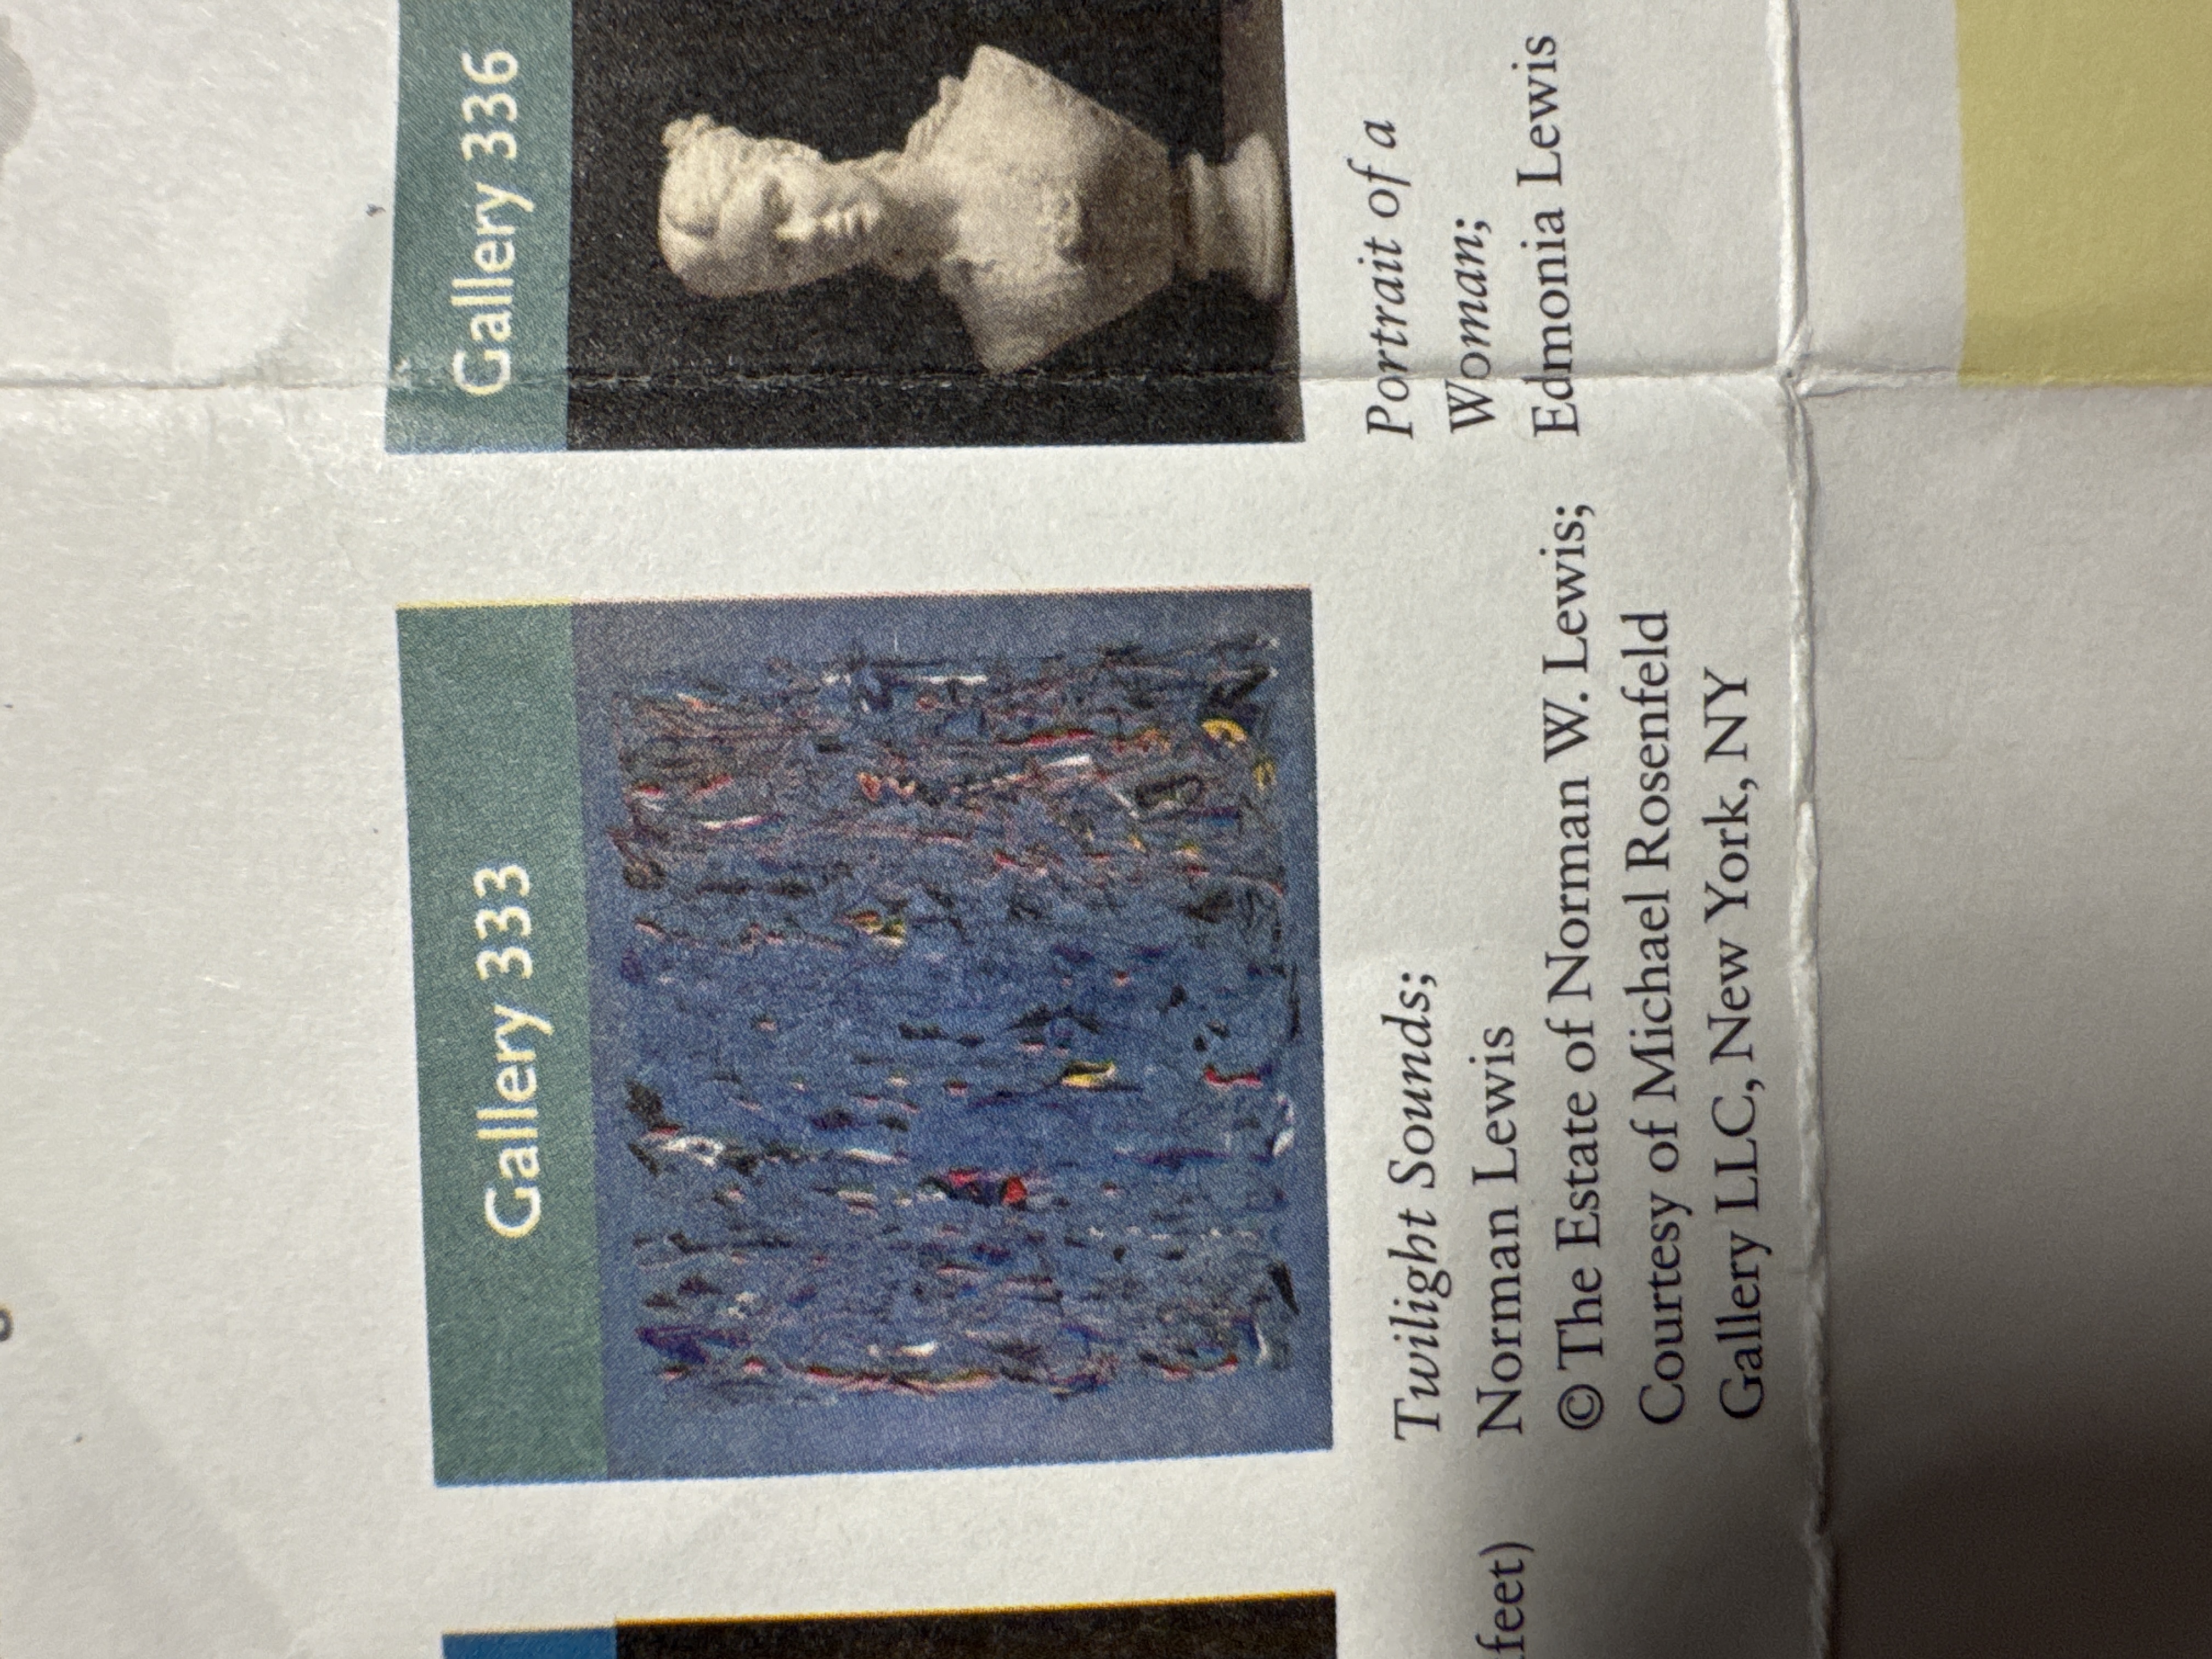 Gallery 333
Twilight Sounds;
Norman Lewis
© The Estate of Norman W. Lewis;
Courtesy of Michael Rosenfeld
Gallery LLC, New York, NY
Gallery 336
Portrait of a
Woman;
Edmonia Lewis
feet)